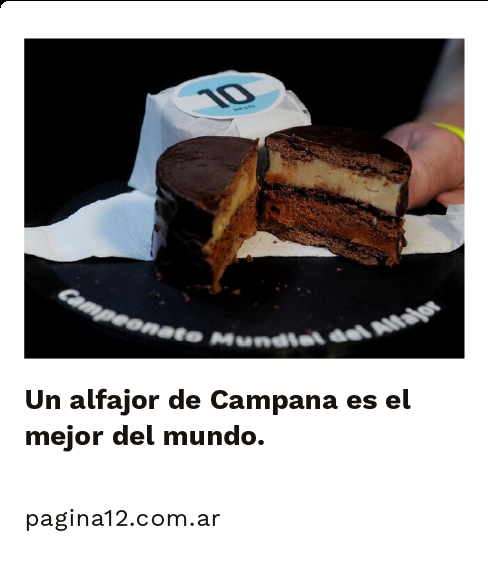 10
MESSI
Campeonato Mundial del Alfajor
Un alfajor de Campana es el
mejor del mundo.
pagina12.com.ar